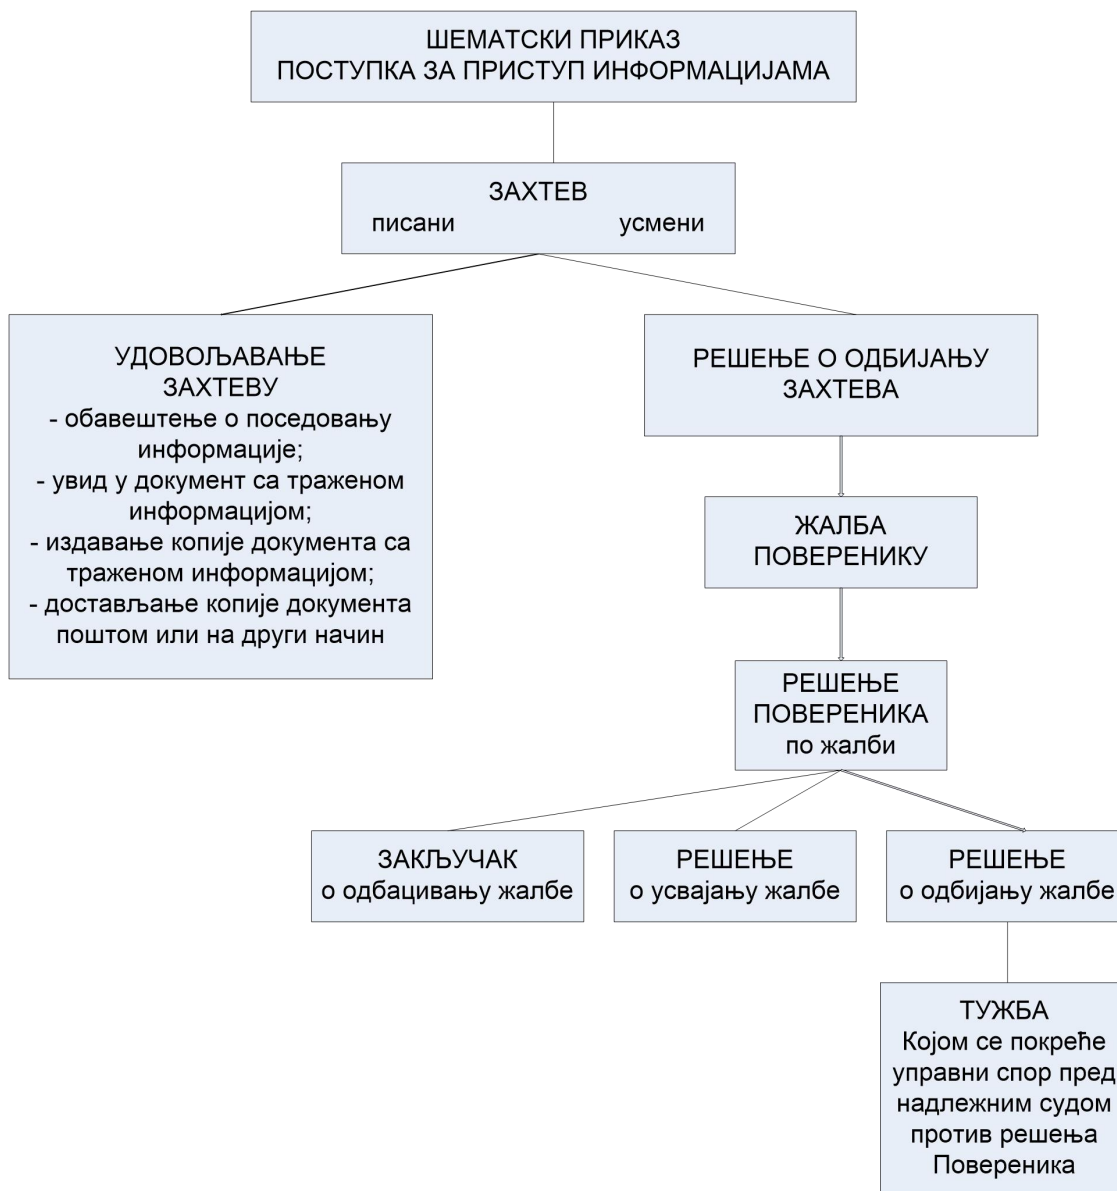 ШЕМАТСКИ ПРИКАЗ
ПОСТУПКА ЗА ПРИСТУП ИНФОРМАЦИЈАМА
ЗАХТЕВ
писани усмени
УДОВОЉАВАЊЕ
ЗАХТЕВУ
- обавештење о поседовању
информације;
- увид у документ са траженом
информацијом;
- издавање копије документа са
траженом информацијом;
- достављање копије документа
поштом или на други начин
РЕШЕЊЕ О ОДБИЈАЊУ
ЗАХТЕВА
ЖАЛБА
ПОВЕРЕНИКУ
РЕШЕЊЕ
ПОВЕРЕНИКА
по жалби
ЗАКЉУЧАК
о одбацивању жалбе
РЕШЕЊЕ
о усвајању жалбе
РЕШЕЊЕ
о одбијању жалбе
ТУЖБА
Којом се покреће
управни спор пред
надлежним судом
против решења
Повереника